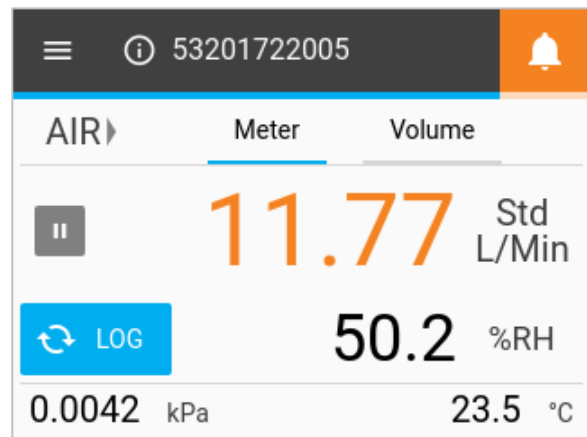 53201722005
AIR Meter Volume
11.77 Std L/Min
LOG 50.2 %RH
0.0042 kPa 23.5 °C